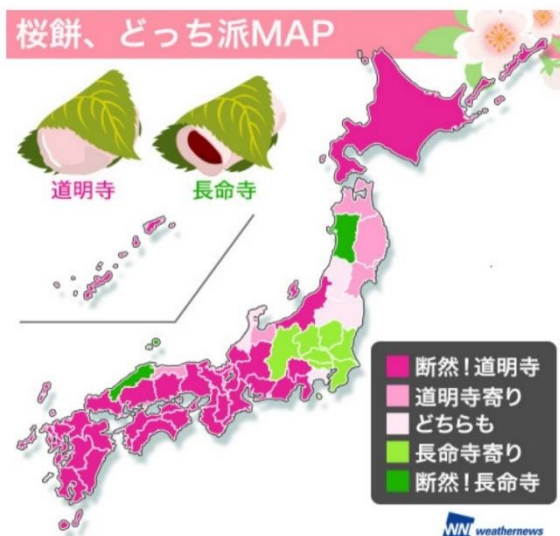 桜餅、どっち派MAP
道明寺
長命寺
断然!道明寺
道明寺寄り
どちらも
長命寺寄り
断然!長命寺
WN weathernews